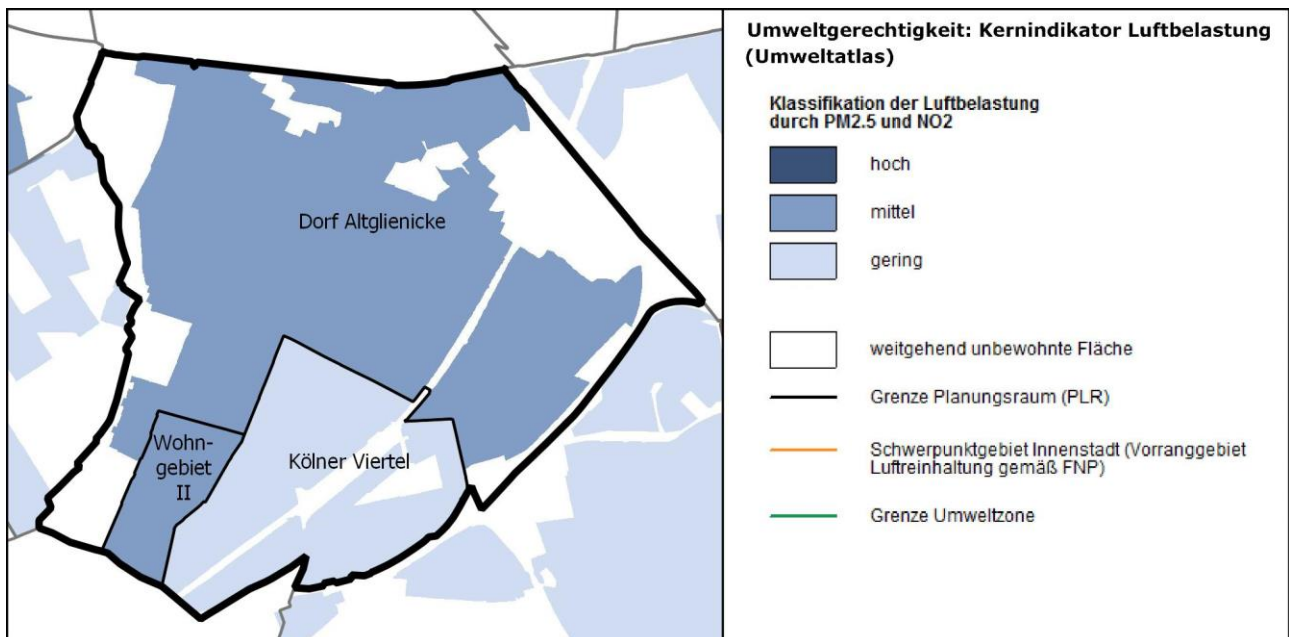 Dorf Altglienicke
Wohn-
gebiet
II
Kölner Viertel
Umweltgerechtigkeit: Kernindikator Luftbelastung
(Umweltatlas)
Klassifikation der Luftbelastung
durch PM2.5 und NO2
hoch
mittel
gering
weitgehend unbewohnte Fläche
Grenze Planungsraum (PLR)
Schwerpunktgebiet Innenstadt (Vorranggebiet
Luftreinhaltung gemäß FNP)
Grenze Umweltzone